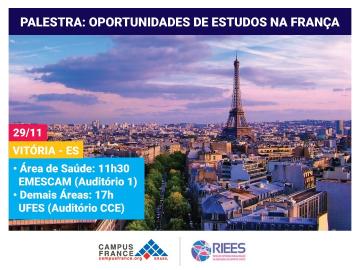 PALESTRA: OPORTUNIDADES DE ESTUDOS NA FRANÇA
29/11
VITÓRIA - ES
• Área de Saúde: 11h30
EMESCAM (Auditório 1)
• Demais Áreas: 17h
UFES (Auditório CCE)
CAMPUS
FRANCE
campusfrance.org BRASIL
RIEES